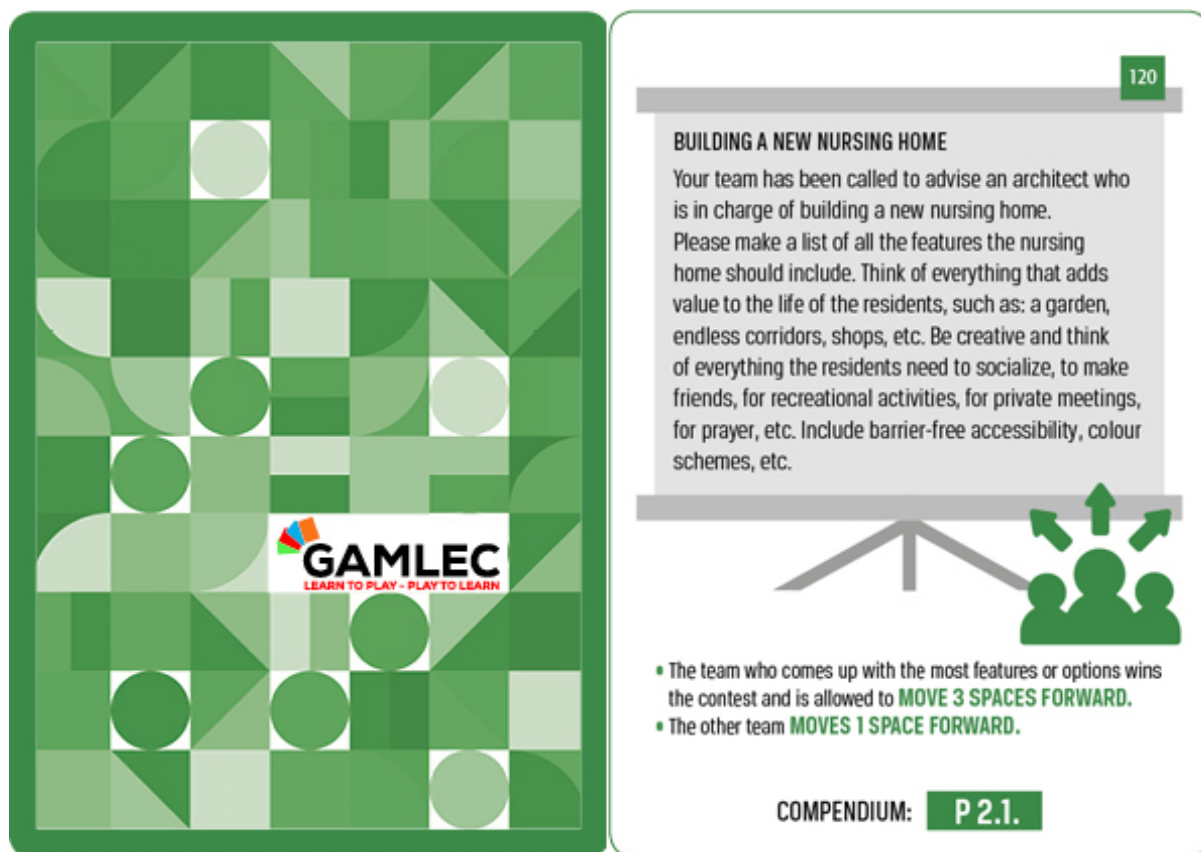 GAMLEC
LEARN TO PLAY - PLAY TO LEARN
120
BUILDING A NEW NURSING HOME
Your team has been called to advise an architect who
is in charge of building a new nursing home.
Please make a list of all the features the nursing
home should include. Think of everything that adds
value to the life of the residents, such as: a garden,
endless corridors, shops, etc. Be creative and think
of everything the residents need to socialize, to make
friends, for recreational activities, for private meetings,
for prayer, etc. Include barrier-free accessibility, colour
schemes, etc.
• The team who comes up with the most features or options wins
the contest and is allowed to MOVE 3 SPACES FORWARD.
• The other team MOVES 1 SPACE FORWARD.
COMPENDIUM: P 2.1.